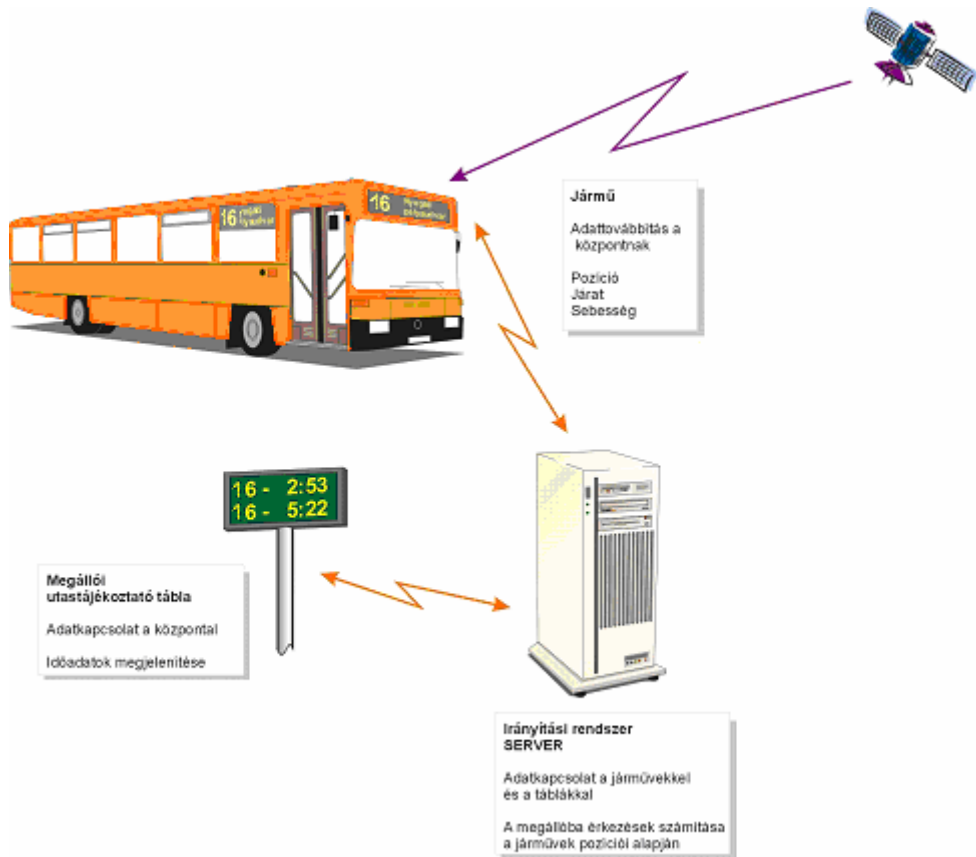 16
16
Jármű
Adattovábbítás a
központnak
Pozíció
Járat
Sebesség
16 - 2:53
16 - 5:22
Megállói
utastájékoztató tábla
Adatkapcsolat a központal
Időadatok megjelenítése
Irányítási rendszer
SERVER
Adatkapcsolat a járművekkel
és a táblákkal
A megállóba érkezések számítása
a járművek pozíciói alapján